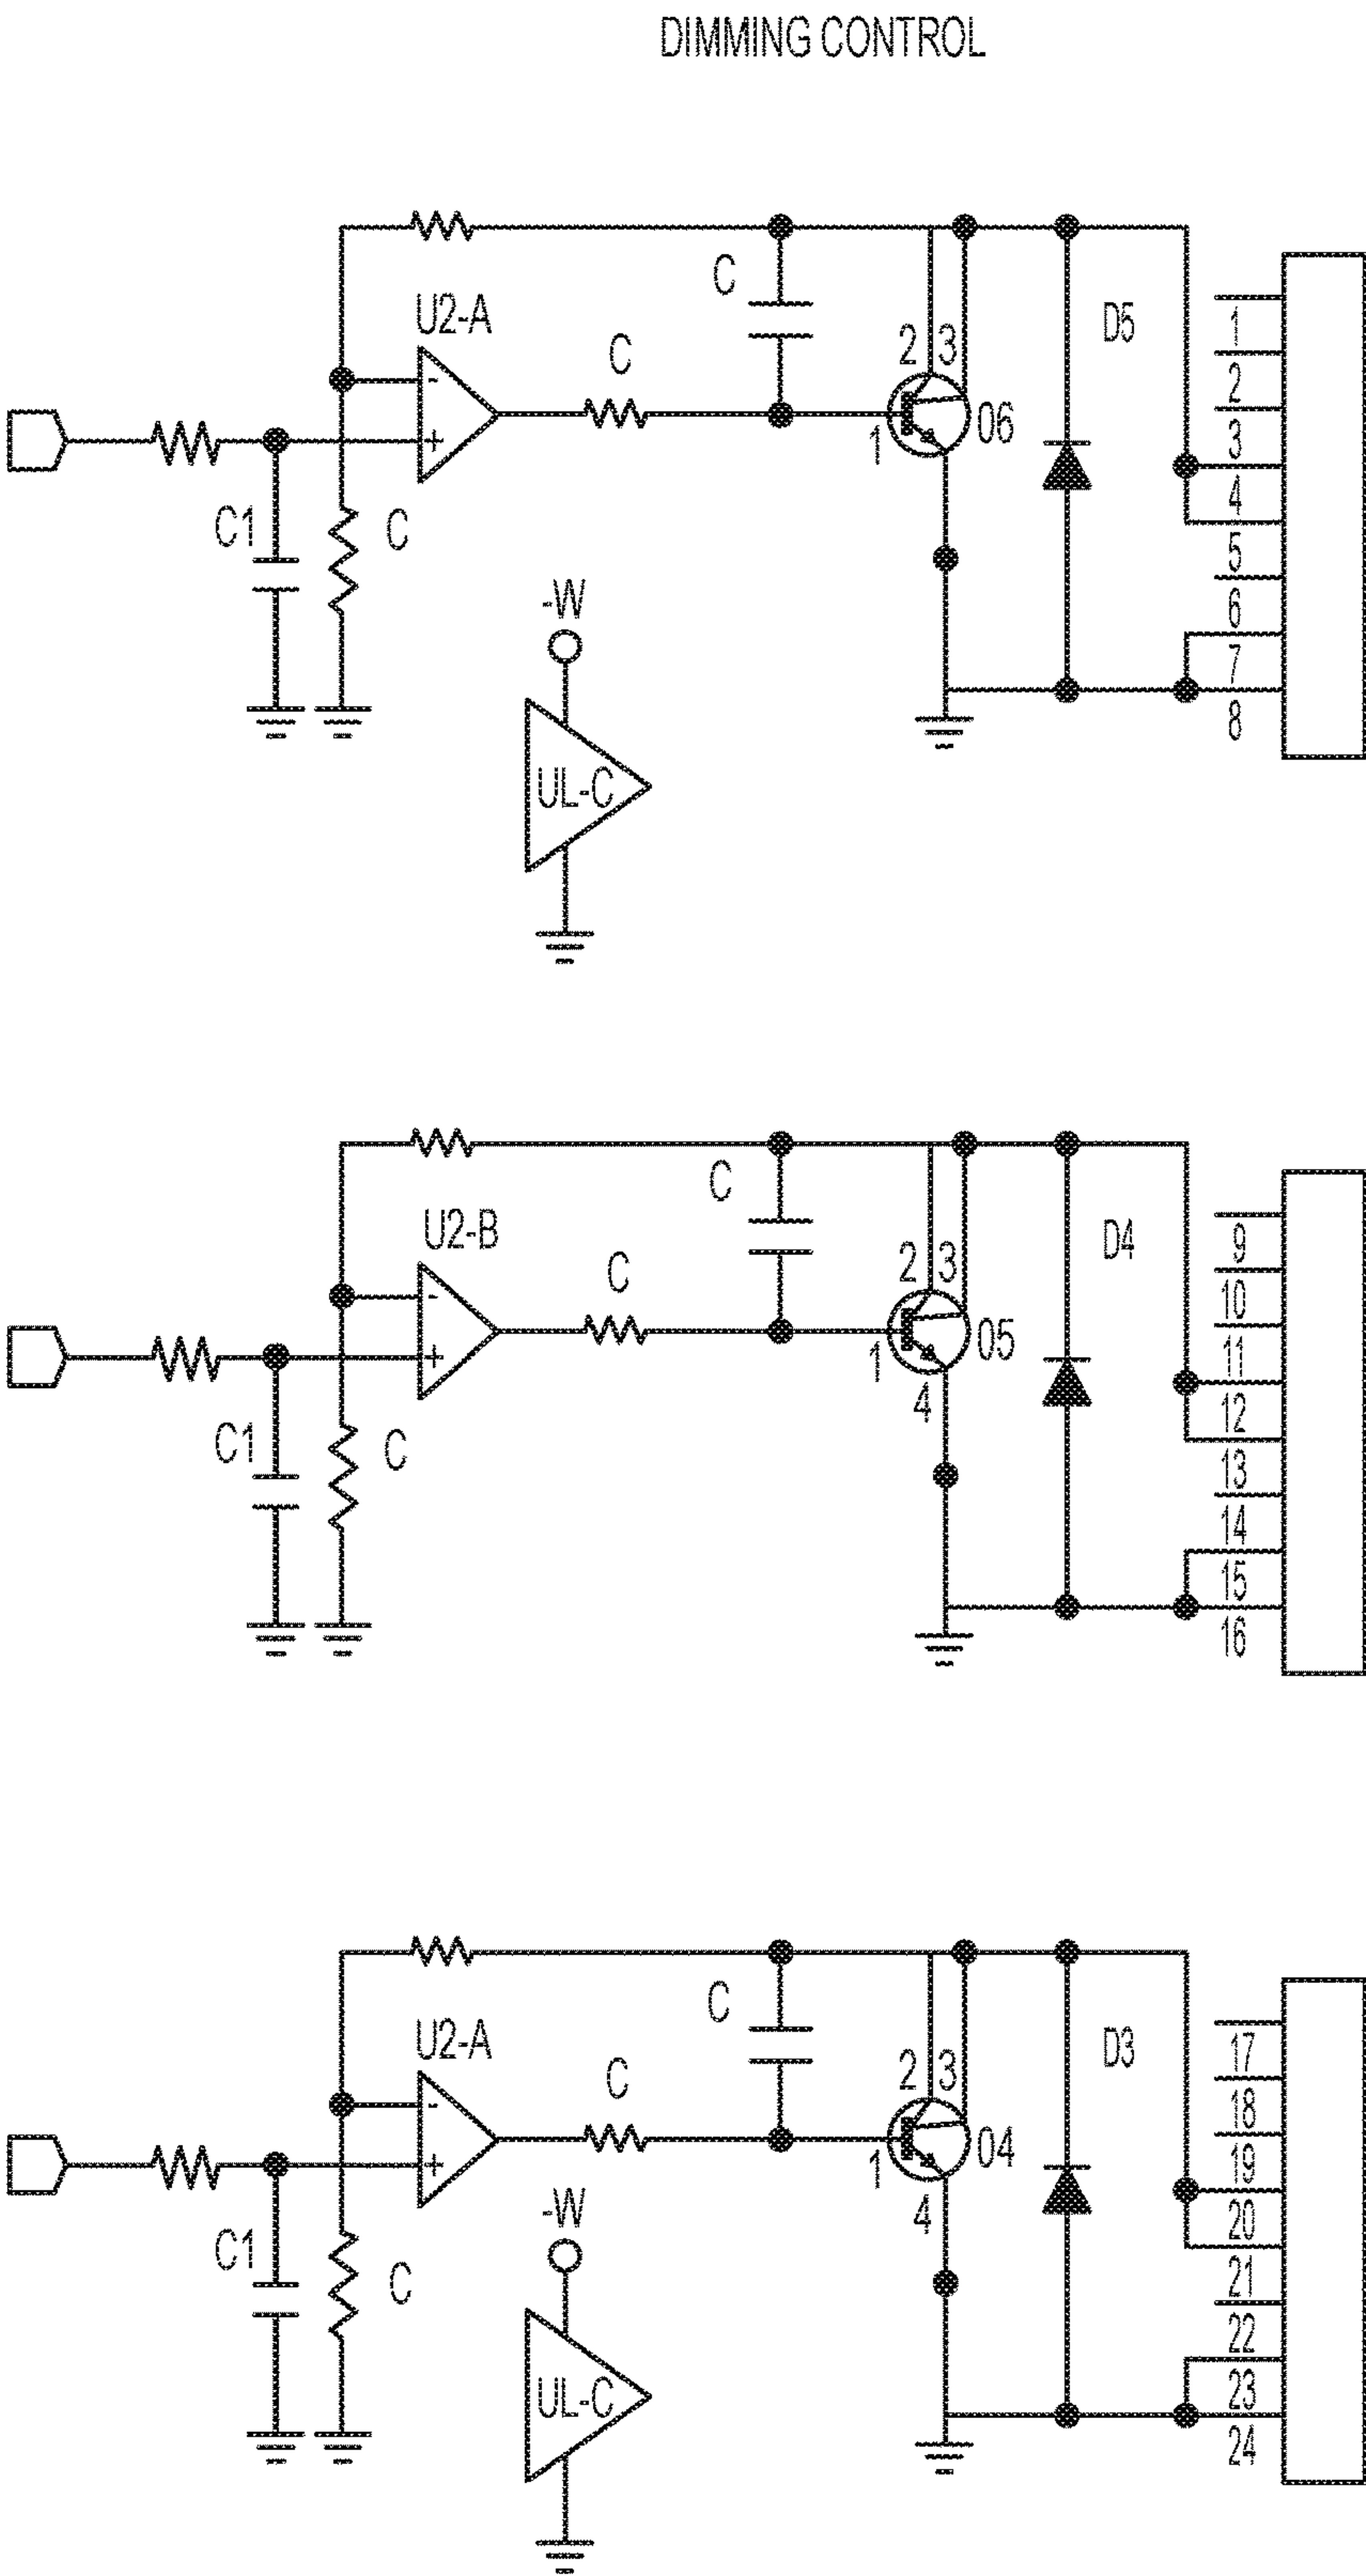 DIMMING CONTROL
C
U2-A
C
2 3
D5
06
1
-
+
C1
C
-W
UL-C
1
2
3
4
5
6
7
8
C
U2-B
C
2 3
D4
05
1
4
-
+
C1
C
9
10
11
12
13
14
15
16
C
U2-A
C
2 3
D3
04
1
4
-
+
C1
C
-W
UL-C
17
18
19
20
21
22
23
24